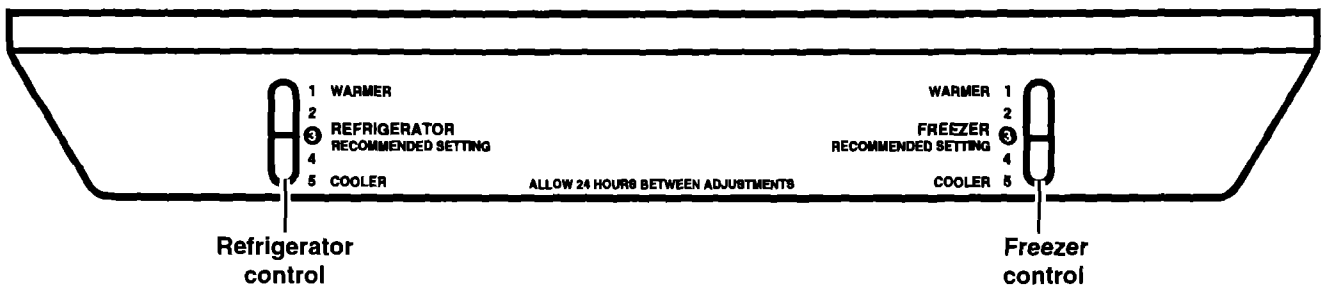 1 WARMER
2
3 REFRIGERATOR
RECOMMENDED SETTING
4
5 COOLER
ALLOW 24 HOURS BETWEEN ADJUSTMENTS
WARMER 1
2
FREEZER 3
RECOMMENDED SETTING
4
COOLER 5
Refrigerator
control
Freezer
control